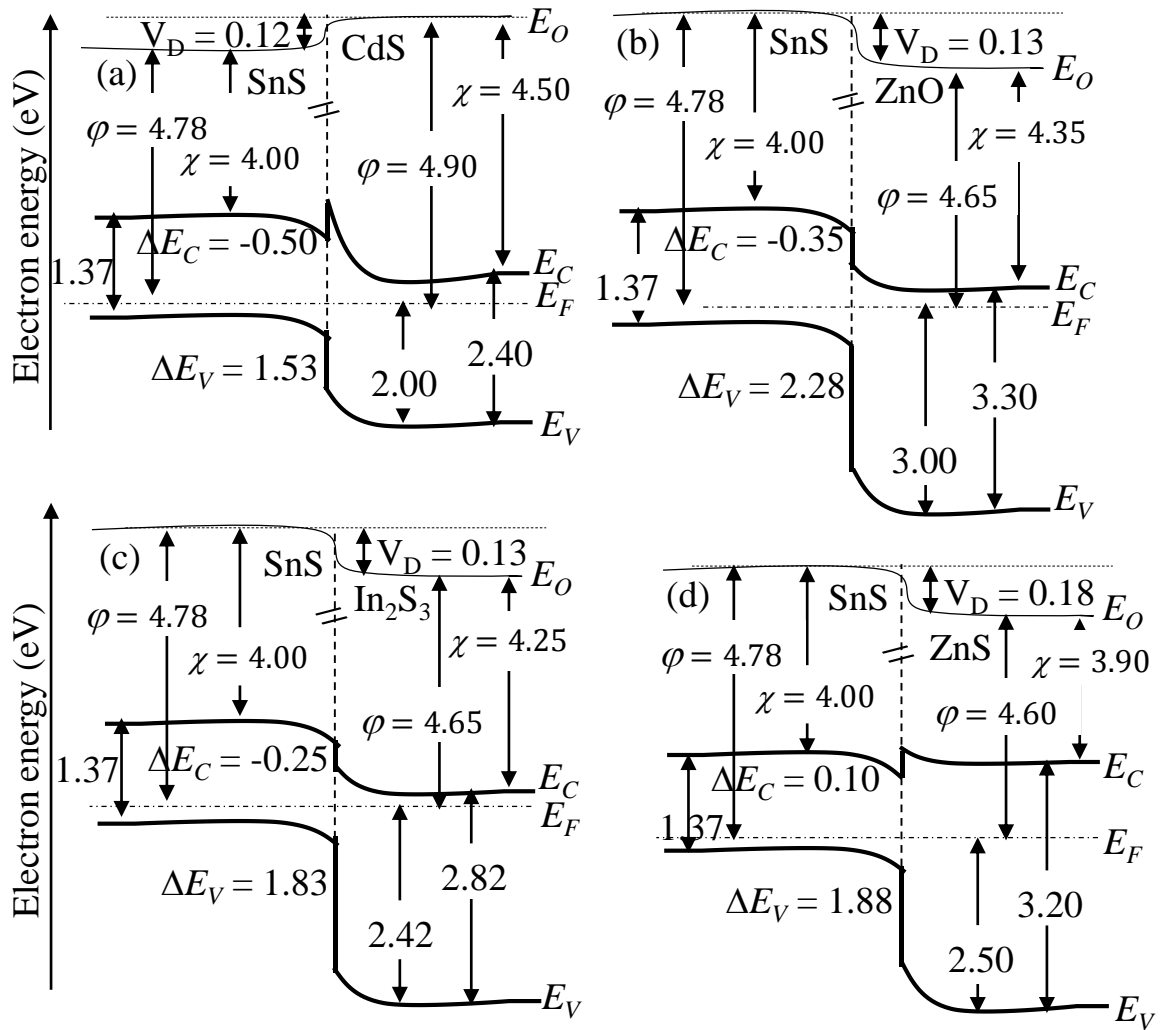 Electron energy (eV)
(a)
V_D = 0.12
SnS
CdS
E_O
χ = 4.50
φ = 4.78
χ = 4.00
φ = 4.90
ΔE_C = -0.50
1.37
E_C
E_F
ΔE_V = 1.53
2.00
2.40
E_V
(b)
SnS
V_D = 0.13
ZnO
E_O
φ = 4.78
χ = 4.00
χ = 4.35
φ = 4.65
ΔE_C = -0.35
1.37
E_C
E_F
ΔE_V = 2.28
3.30
3.00
E_V
Electron energy (eV)
(c)
SnS
V_D = 0.13
In₂S₃
E_O
φ = 4.78
χ = 4.00
χ = 4.25
φ = 4.65
ΔE_C = -0.25
1.37
E_C
E_F
ΔE_V = 1.83
2.82
2.42
E_V
(d)
SnS
V_D = 0.18
ZnS
E_O
φ = 4.78
χ = 4.00
χ = 3.90
φ = 4.60
ΔE_C = 0.10
1.37
E_C
E_F
ΔE_V = 1.88
3.20
2.50
E_V